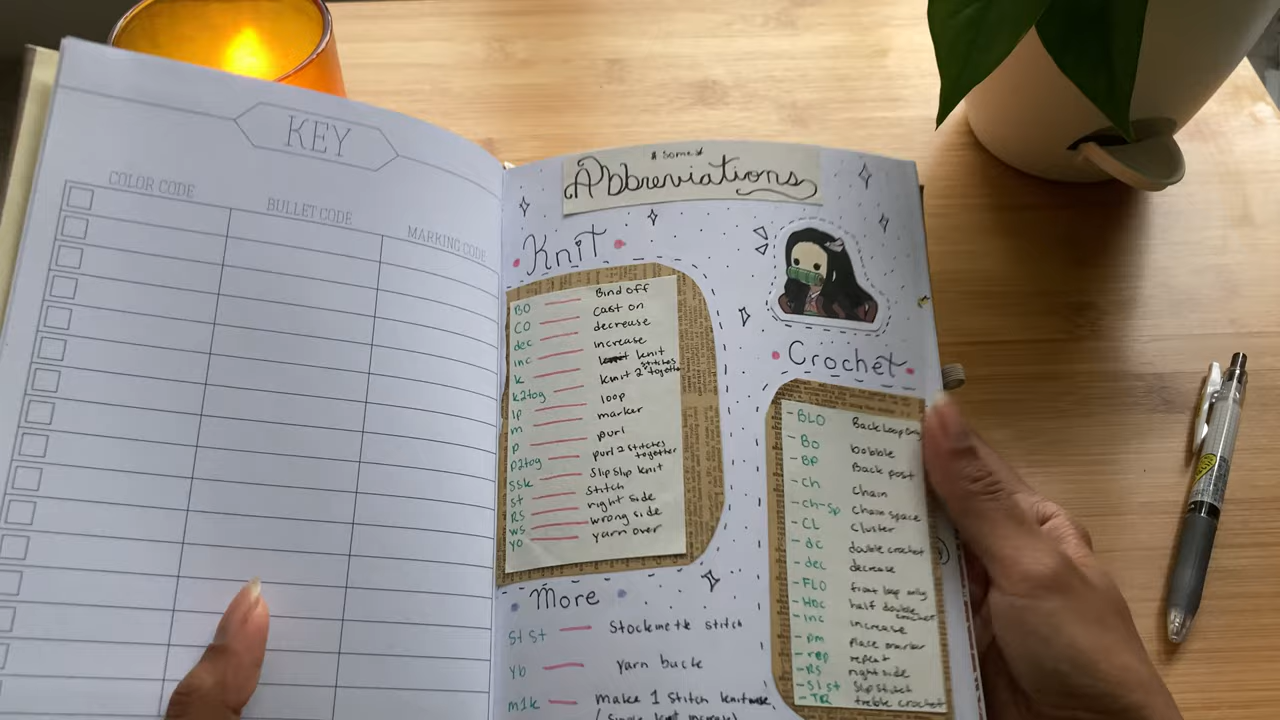 KEY
COLOR CODE
BULLET CODE
MARKING CODE
*some*
Abbreviations
Knit
BO — Bind off
CO — cast on
dec — decrease
inc — increase
k — knit
k2tog — knit 2 stitches together
lp — loop
m — marker
p — purl
p2tog — purl 2 stitches together
ssk — slip slip knit
st — stitch
RS — right side
ws — wrong side
yo — yarn over
More
St st — Stockinette stitch
yb — yarn back
m1k — make 1 stitch
(single knit increase)
Crochet
- BLO Back loop only
- Bo bobble
- BP Back post
- ch chain
- ch-sp chain space
- CL cluster
- dc double crochet
- dec decrease
- FLO front loop only
- HDC half double crochet
- inc increase
- pm place marker
- rep repeat
- RS right side
- Sl st Slip stitch
- TR treble crochet